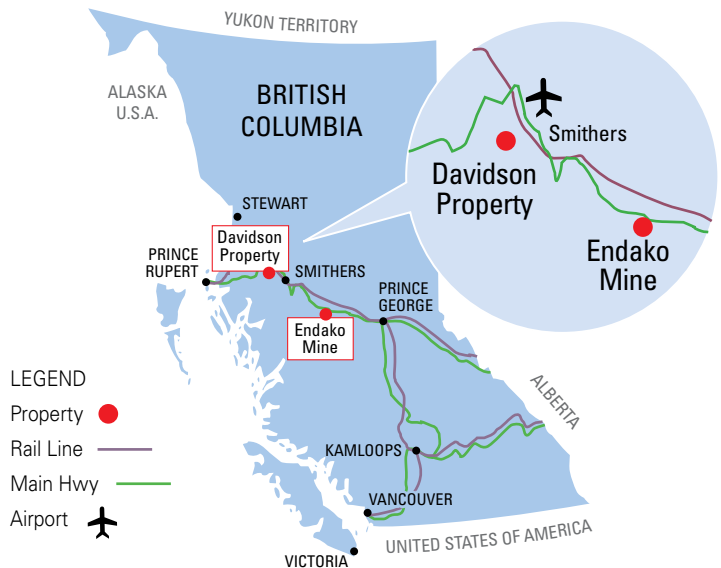 YUKON TERRITORY
ALASKA
U.S.A.
BRITISH
COLUMBIA
Smithers
Davidson
Property
Endako
Mine
STEWART
Davidson
Property
PRINCE
RUPERT
SMITHERS
PRINCE
GEORGE
Endako
Mine
LEGEND
Property
Rail Line
Main Hwy
Airport
ALBERTA
KAMLOOPS
VANCOUVER
UNITED STATES OF AMERICA
VICTORIA